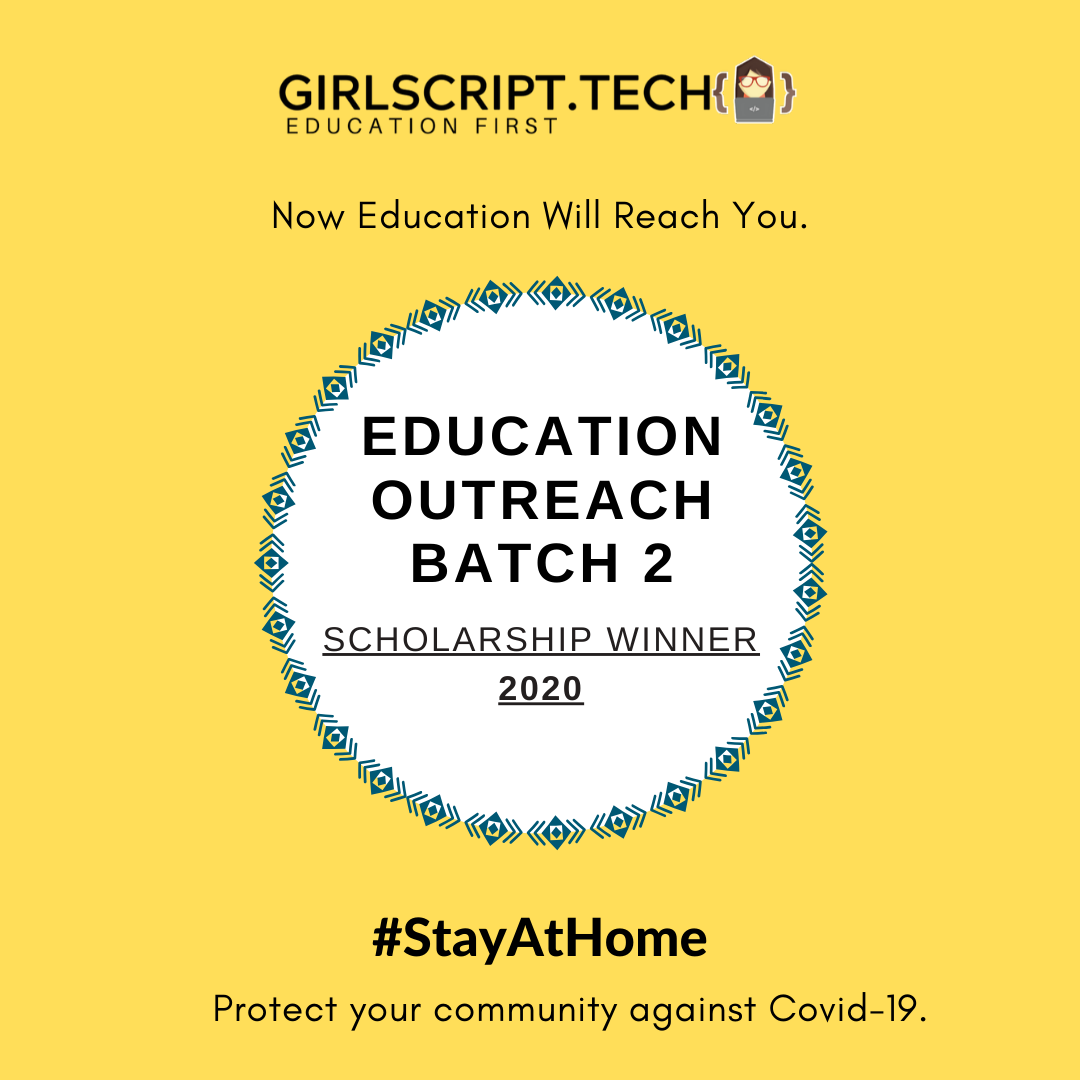 GIRLSCRIPT.TECH
EDUCATION FIRST
Now Education Will Reach You.
EDUCATION
OUTREACH
BATCH 2
SCHOLARSHIP WINNER
2020
#StayAtHome
Protect your community against Covid-19.